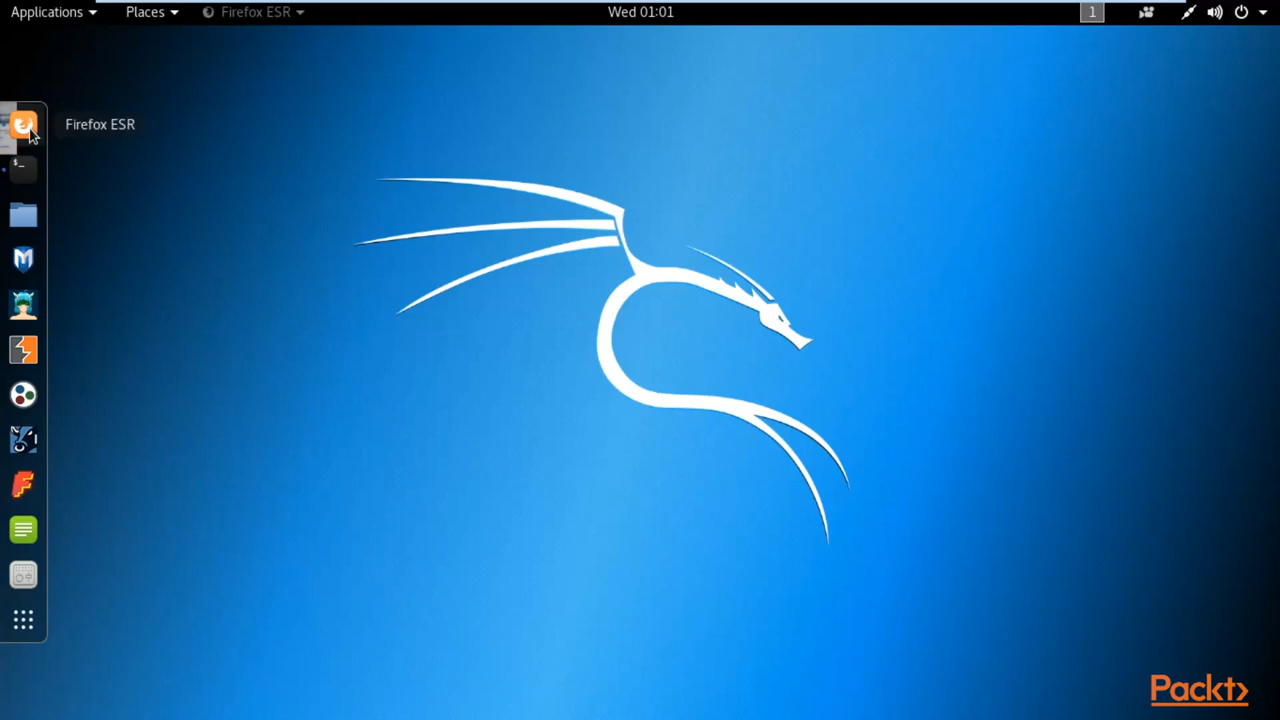 Applications Places Firefox ESR Wed 01:01 1
Firefox ESR
$_
Packt>